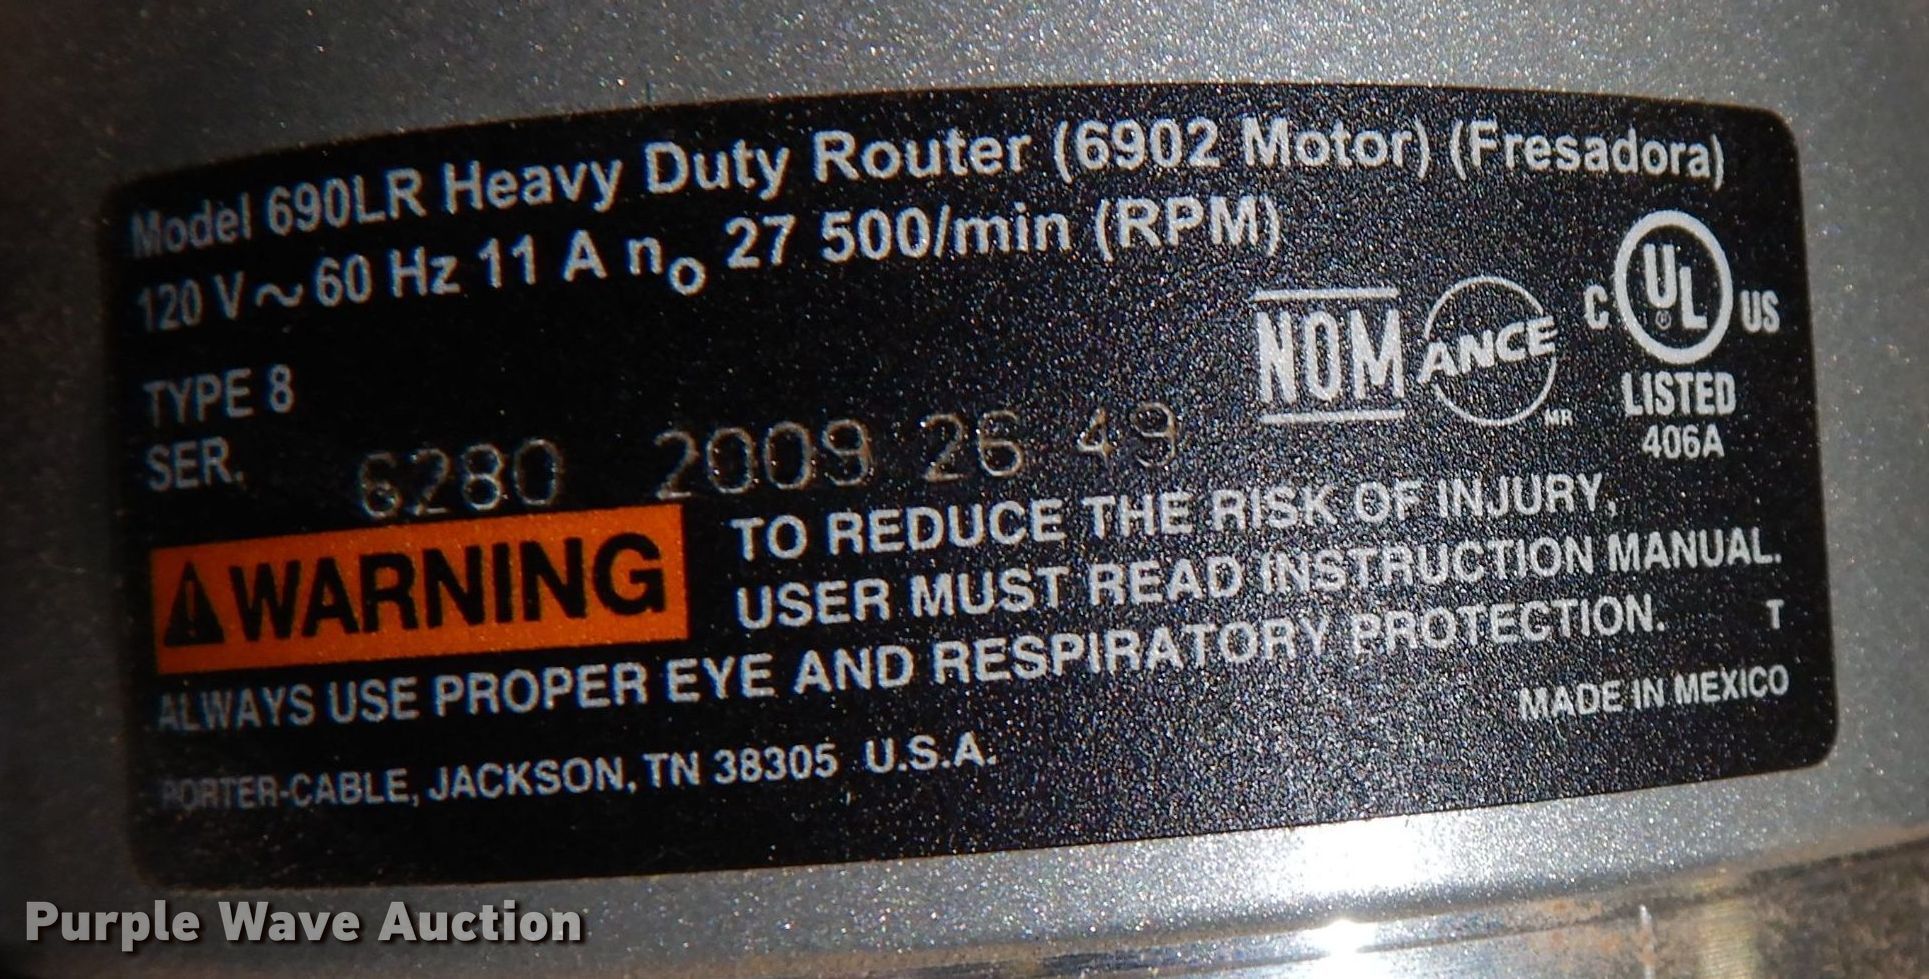 Model 690LR Heavy Duty Router (6902 Motor) (Fresadora)
120 V ~ 60 Hz 11 A no 27 500/min (RPM)
TYPE 8
SER. 6280 2009 26 49
NOM
ANCE
MR
C UL US
LISTED
406A
WARNING
TO REDUCE THE RISK OF INJURY,
USER MUST READ INSTRUCTION MANUAL.
ALWAYS USE PROPER EYE AND RESPIRATORY PROTECTION.
T
MADE IN MEXICO
PORTER-CABLE, JACKSON, TN 38305 U.S.A.
Purple Wave Auction